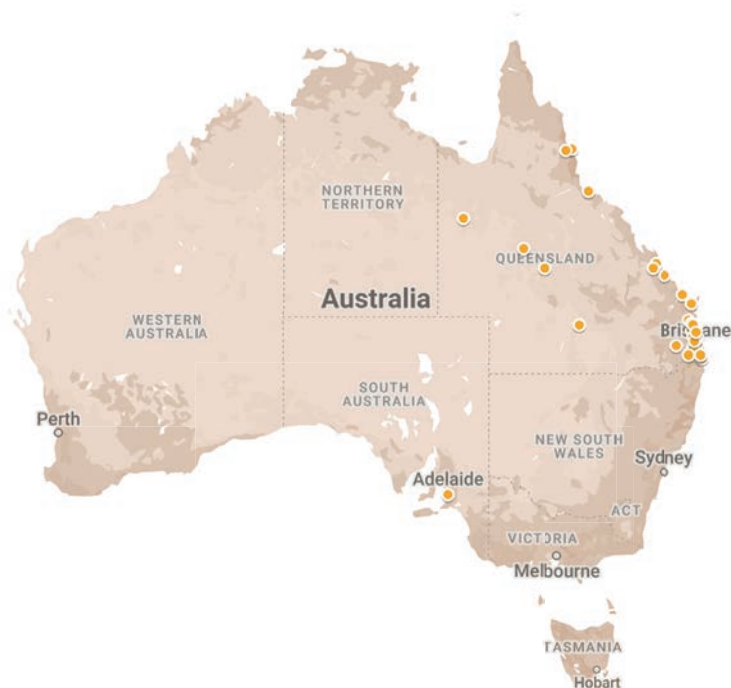 NORTHERN
TERRITORY
QUEENSLAND
Australia
WESTERN
AUSTRALIA
Brisbane
SOUTH
AUSTRALIA
Perth
NEW SOUTH
WALES
Sydney
Adelaide
ACT
VICTORIA
Melbourne
TASMANIA
Hobart